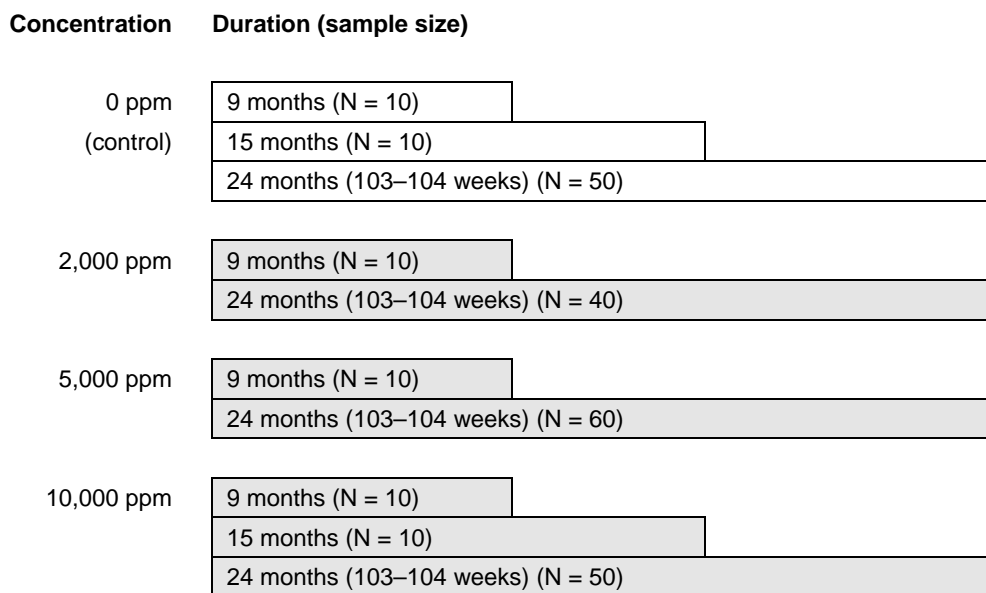 Concentration Duration (sample size)
0 ppm 9 months (N = 10)
(control) 15 months (N = 10)
24 months (103–104 weeks) (N = 50)
2,000 ppm 9 months (N = 10)
24 months (103–104 weeks) (N = 40)
5,000 ppm 9 months (N = 10)
24 months (103–104 weeks) (N = 60)
10,000 ppm 9 months (N = 10)
15 months (N = 10)
24 months (103–104 weeks) (N = 50)